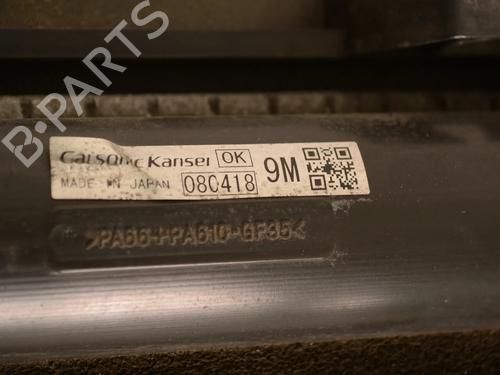 B-PARTS
Calsonic Kansei OK
MADE IN JAPAN 080418 9M
>PA66+PA610-GF35<